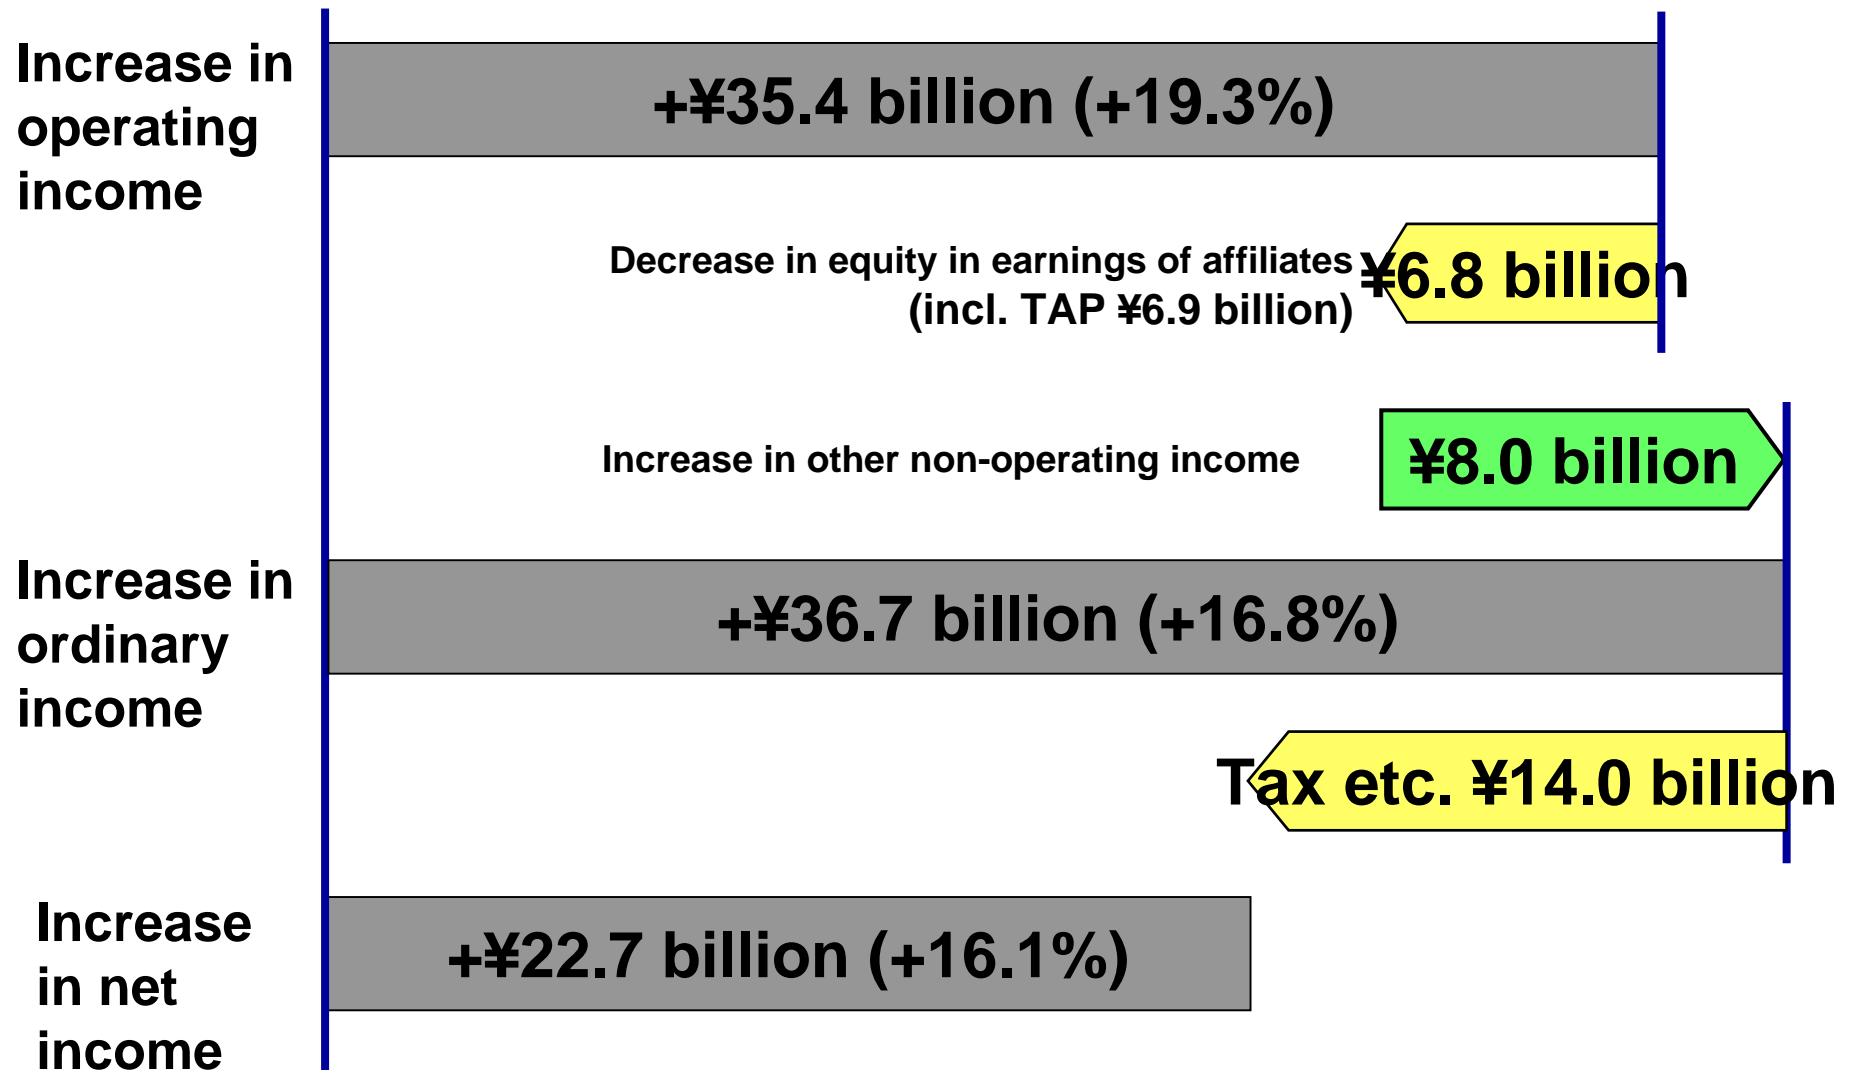 Increase in
operating
income
+¥35.4 billion (+19.3%)
Decrease in equity in earnings of affiliates
(incl. TAP ¥6.9 billion)
¥6.8 billion
Increase in other non-operating income
¥8.0 billion
Increase in
ordinary
income
+¥36.7 billion (+16.8%)
Tax etc. ¥14.0 billion
Increase
in net
income
+¥22.7 billion (+16.1%)